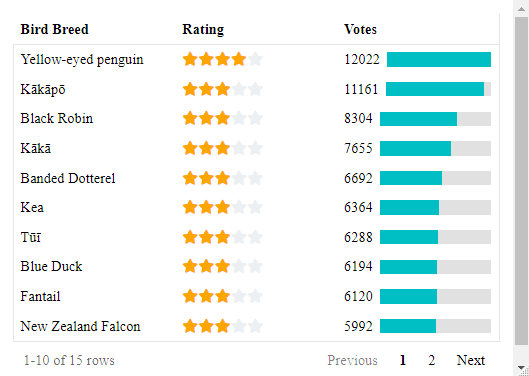 Bird Breed Rating Votes
Yellow-eyed penguin 12022
Kākāpō 11161
Black Robin 8304
Kākā 7655
Banded Dotterel 6692
Kea 6364
Tūī 6288
Blue Duck 6194
Fantail 6120
New Zealand Falcon 5992
1-10 of 15 rows Previous 1 2 Next